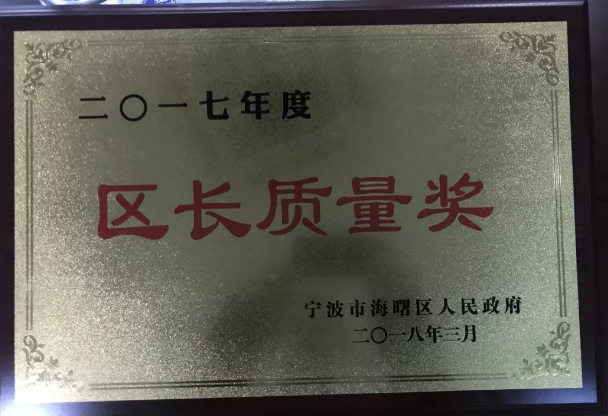 二〇一七年度
区长质量奖
宁波市海曙区人民政府
二〇一八年三月